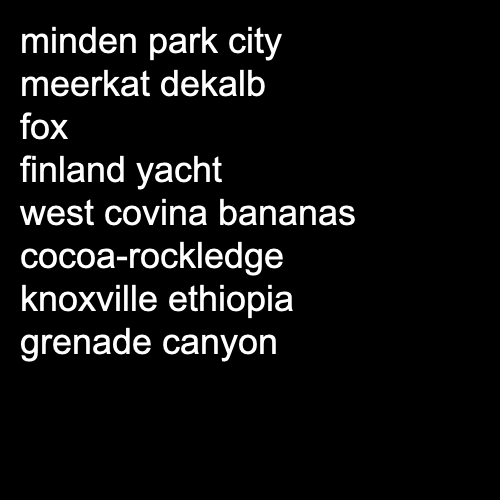 minden park city
meerkat dekalb
fox
finland yacht
west covina bananas
cocoa-rockledge
knoxville ethiopia
grenade canyon